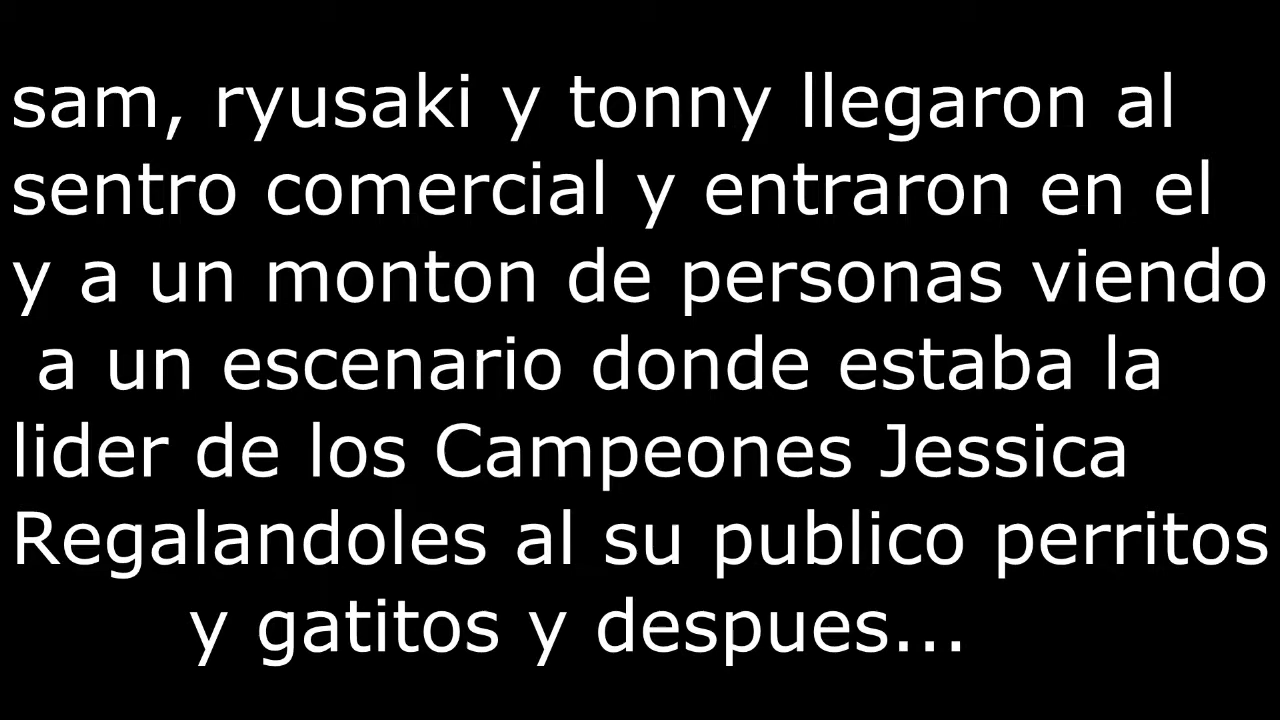 sam, ryusaki y tonny llegaron al
sentro comercial y entraron en el
y a un monton de personas viendo
a un escenario donde estaba la
lider de los Campeones Jessica
Regalandoles al su publico perritos
y gatitos y despues...